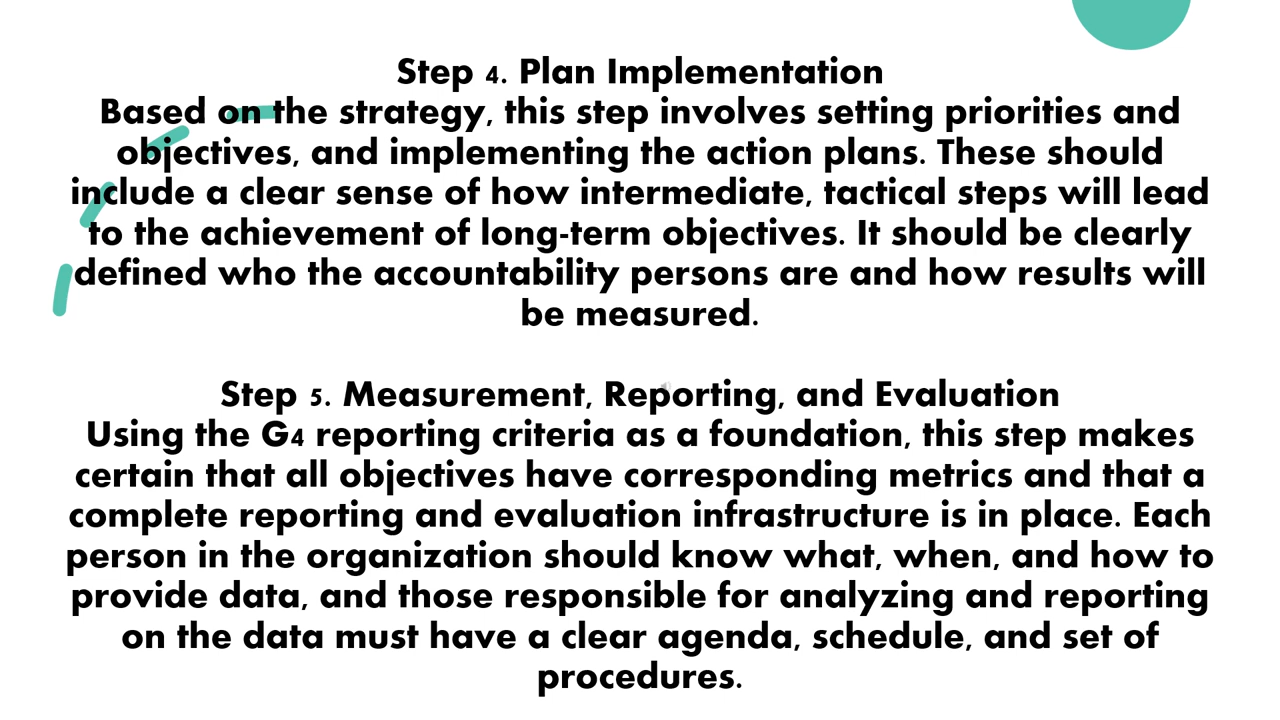 Step 4. Plan Implementation
Based on the strategy, this step involves setting priorities and
objectives, and implementing the action plans. These should
include a clear sense of how intermediate, tactical steps will lead
to the achievement of long-term objectives. It should be clearly
defined who the accountability persons are and how results will
be measured.
Step 5. Measurement, Reporting, and Evaluation
Using the G4 reporting criteria as a foundation, this step makes
certain that all objectives have corresponding metrics and that a
complete reporting and evaluation infrastructure is in place. Each
person in the organization should know what, when, and how to
provide data, and those responsible for analyzing and reporting
on the data must have a clear agenda, schedule, and set of
procedures.